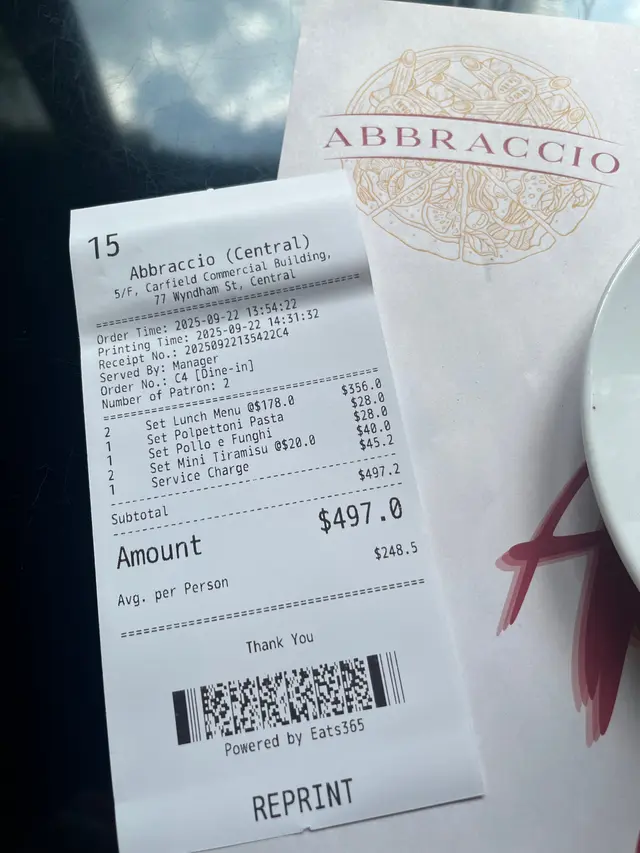 ABBRACCIO
15
Abbraccio (Central)
5/F, Carfield Commercial Building,
77 Wyndham St, Central
Order Time: 2025-09-22 13:54:22
Printing Time: 2025-09-22 14:31:32
Receipt No.: 20250922135422C4
Served By: Manager
Order No.: C4 [Dine-in]
Number of Patron: 2
2 Set Lunch Menu @$178.0 $356.0
1 Set Polpettoni Pasta $28.0
1 Set Pollo e Funghi $28.0
2 Set Mini Tiramisu @$20.0 $40.0
1 Service Charge $45.2
Subtotal $497.2
Amount $497.0
Avg. per Person $248.5
Thank You
Powered by Eats365
REPRINT